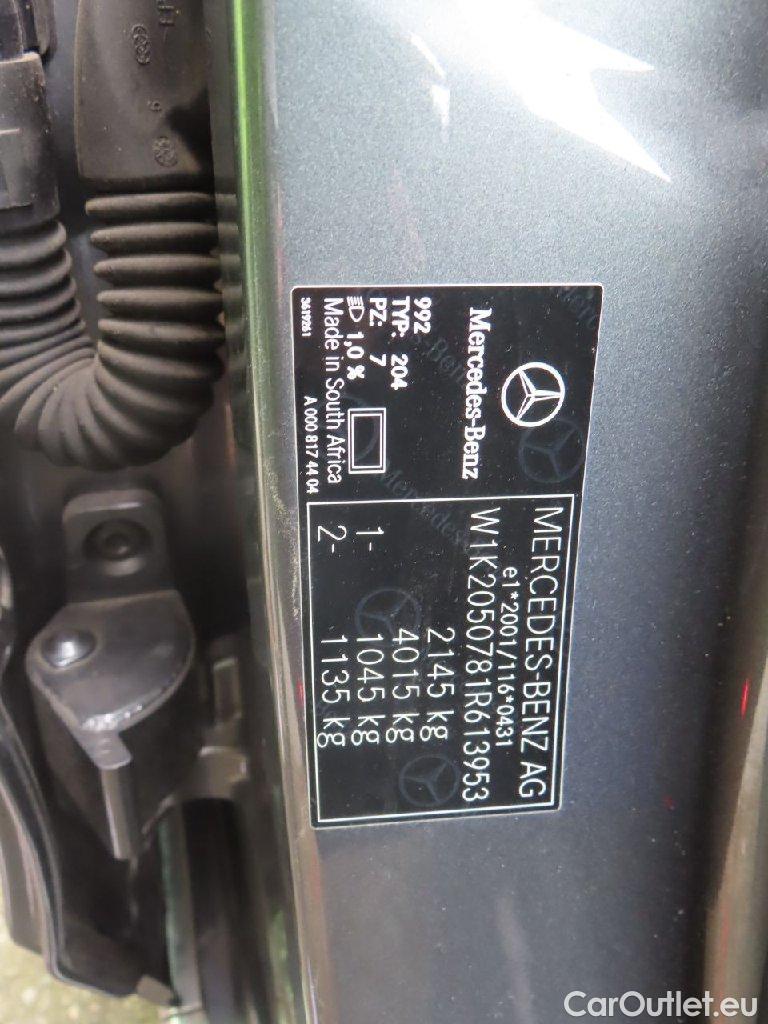 Mercedes-Benz
992
TYP: 204
PZ: 7
1,0 %
Made in South Africa
3619261
A 000 817 44 04
MERCEDES-BENZ AG
e1*2001/116*0431
W1K2050781R613953
2145 kg
4015 kg
1- 1045 kg
2- 1135 kg
CarOutlet.eu